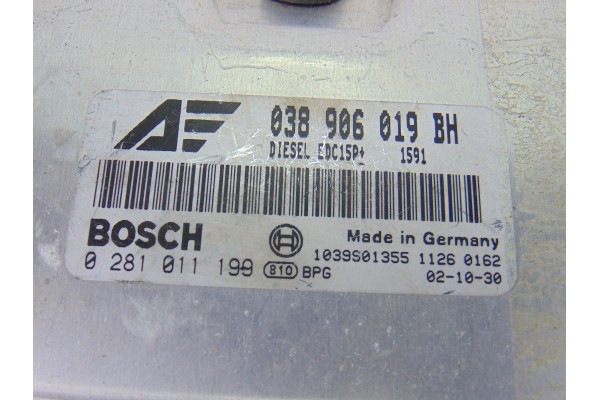 AE 038 906 019 BH
DIESEL EDC15P+ 1591
BOSCH Made in Germany
1039S01355 1126 0162
0 281 011 199 810 BPG 02-10-30